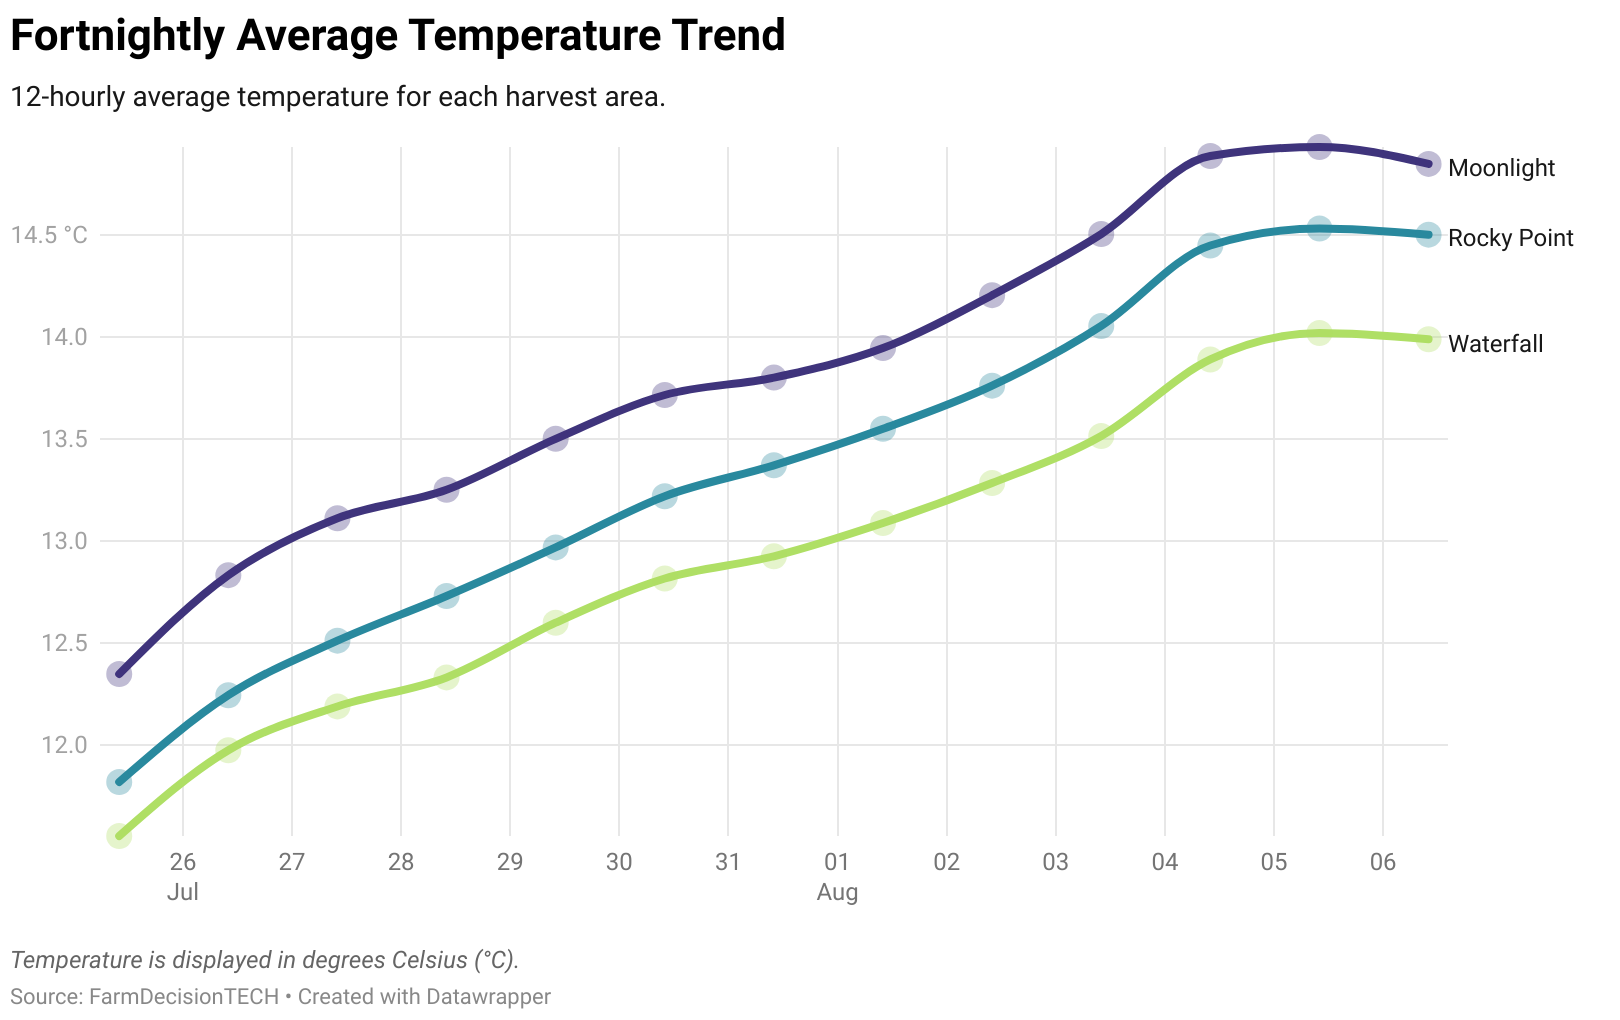 Fortnightly Average Temperature Trend
12-hourly average temperature for each harvest area.
Moonlight
14.5 °C
Rocky Point
14.0
Waterfall
13.5
13.0
12.5
12.0
26 27 28 29 30 31 01 02 03 04 05 06
Jul Aug
Temperature is displayed in degrees Celsius (°C).
Source: FarmDecisionTECH • Created with Datawrapper